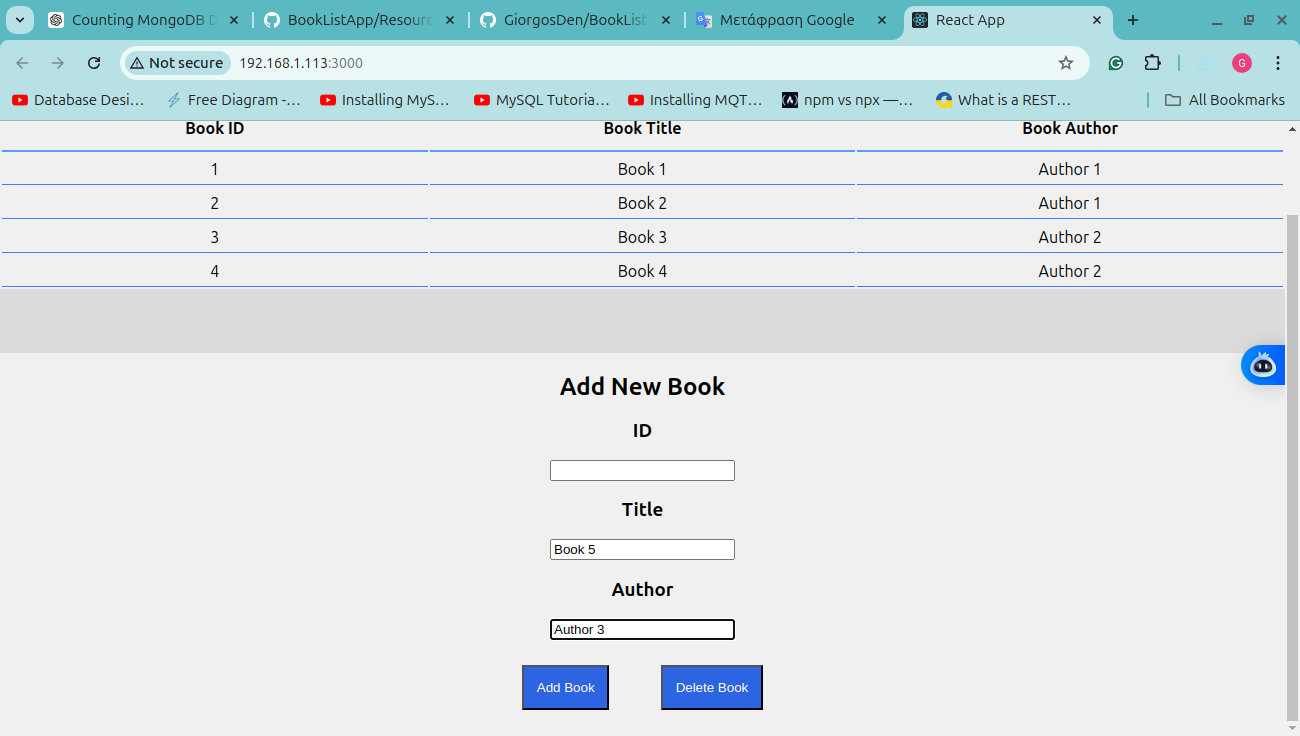 Counting MongoDB D
BookListApp/Resourc
GiorgosDen/BookList
Μετάφραση Google
React App
Not secure
192.168.1.113:3000
G
Database Desi…
Free Diagram -…
Installing MyS…
MySQL Tutoria…
Installing MQT…
npm vs npx —…
What is a REST…
All Bookmarks
Book ID Book Title Book Author
1 Book 1 Author 1
2 Book 2 Author 1
3 Book 3 Author 2
4 Book 4 Author 2
Add New Book
ID
Title
Book 5
Author
Author 3
Add Book Delete Book